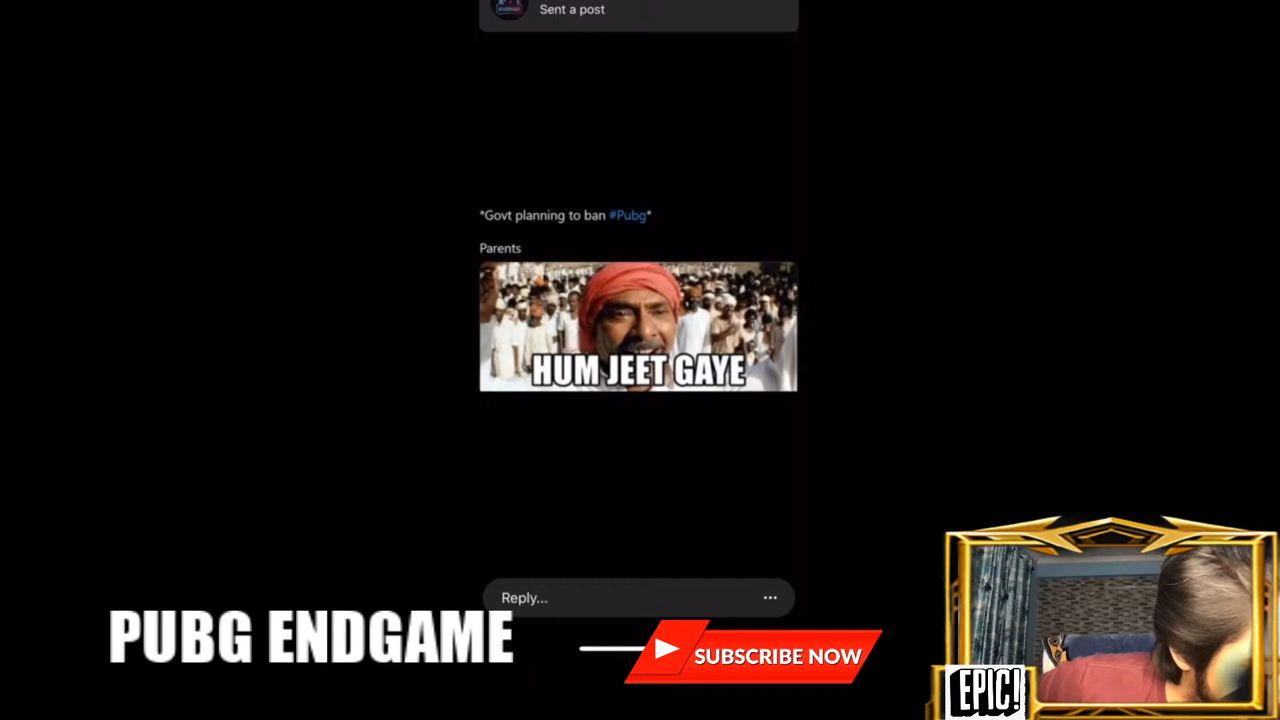 Sent a post
*Govt planning to ban #Pubg*
Parents
HUM JEET GAYE
Reply...
PUBG ENDGAME
SUBSCRIBE NOW
EPIC!